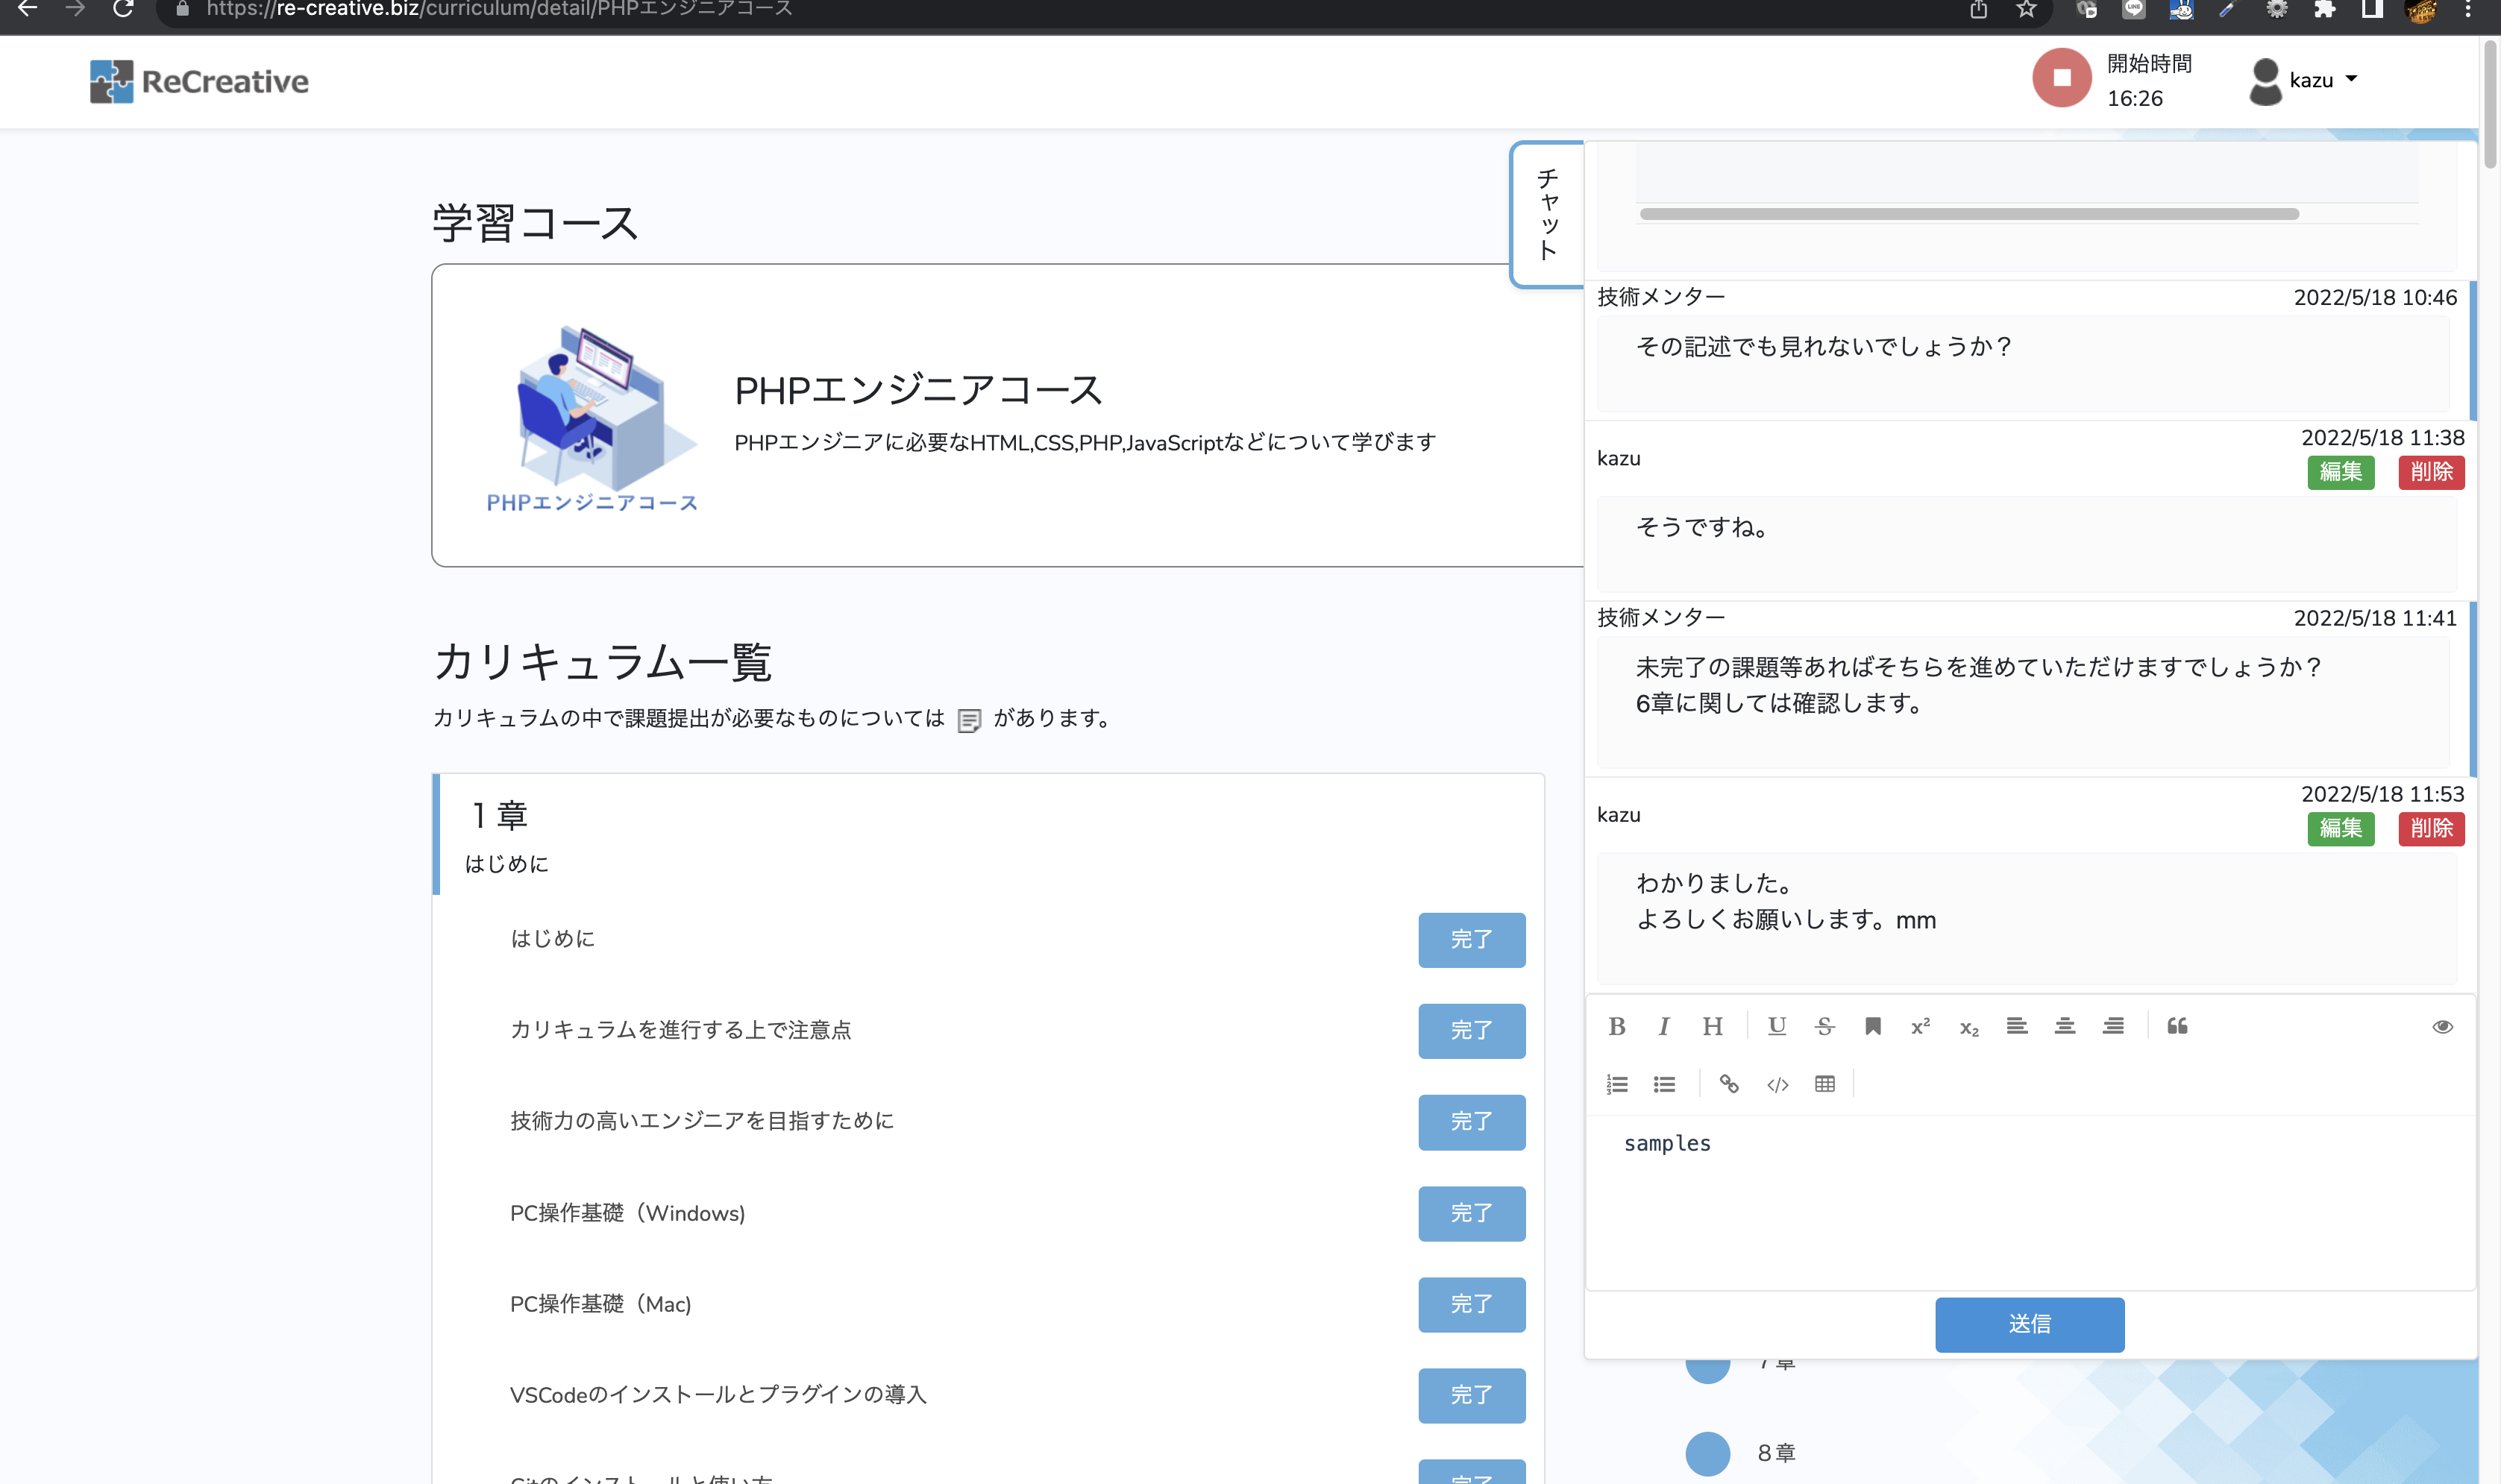 https://re-creative.biz/curriculum/detail/PHPエンジニアコース
ReCreative
開始時間
16:26
kazu
学習コース
PHPエンジニアコース
PHPエンジニアに必要なHTML,CSS,PHP,JavaScriptなどについて学びます
PHPエンジニアコース
カリキュラム一覧
カリキュラムの中で課題提出が必要なものについては があります。
1 章
はじめに
はじめに
完了
カリキュラムを進行する上で注意点
完了
技術力の高いエンジニアを目指すために
完了
PC操作基礎（Windows)
完了
PC操作基礎（Mac)
完了
VSCodeのインストールとプラグインの導入
完了
Gitのインストールと使い方
完了
チャット
技術メンター
2022/5/18 10:46
その記述でも見れないでしょうか？
2022/5/18 11:38
kazu
編集
削除
そうですね。
技術メンター
2022/5/18 11:41
未完了の課題等あればそちらを進めていただけますでしょうか？
6章に関しては確認します。
2022/5/18 11:53
kazu
編集
削除
わかりました。
よろしくお願いします。mm
samples
送信
7 章
8 章